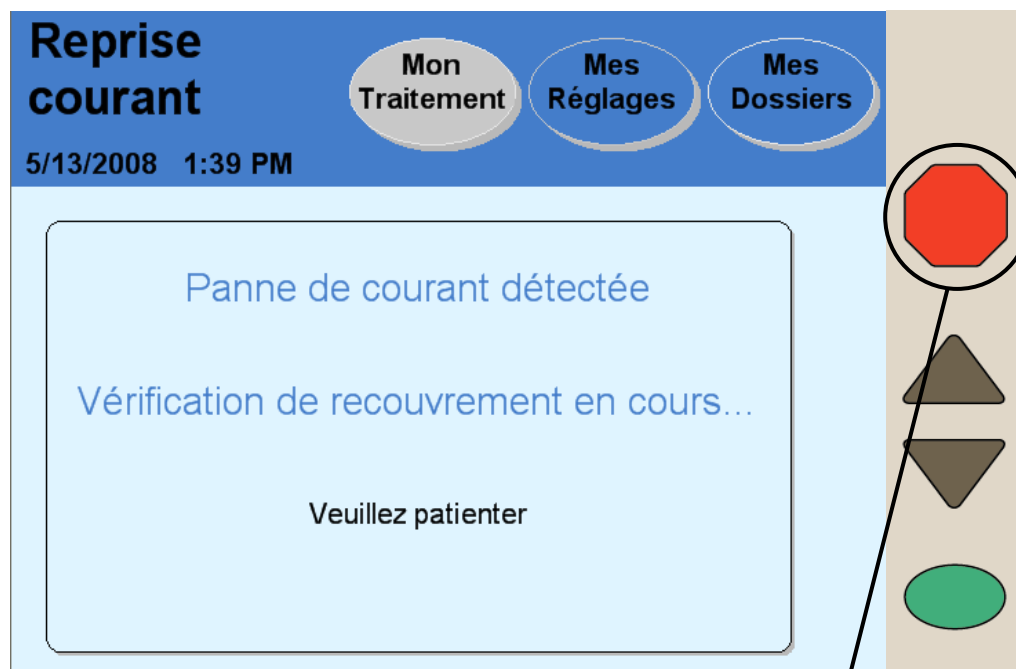 Reprise
courant
5/13/2008 1:39 PM
Mon
Traitement
Mes
Réglages
Mes
Dossiers
Panne de courant détectée
Vérification de recouvrement en cours...
Veuillez patienter